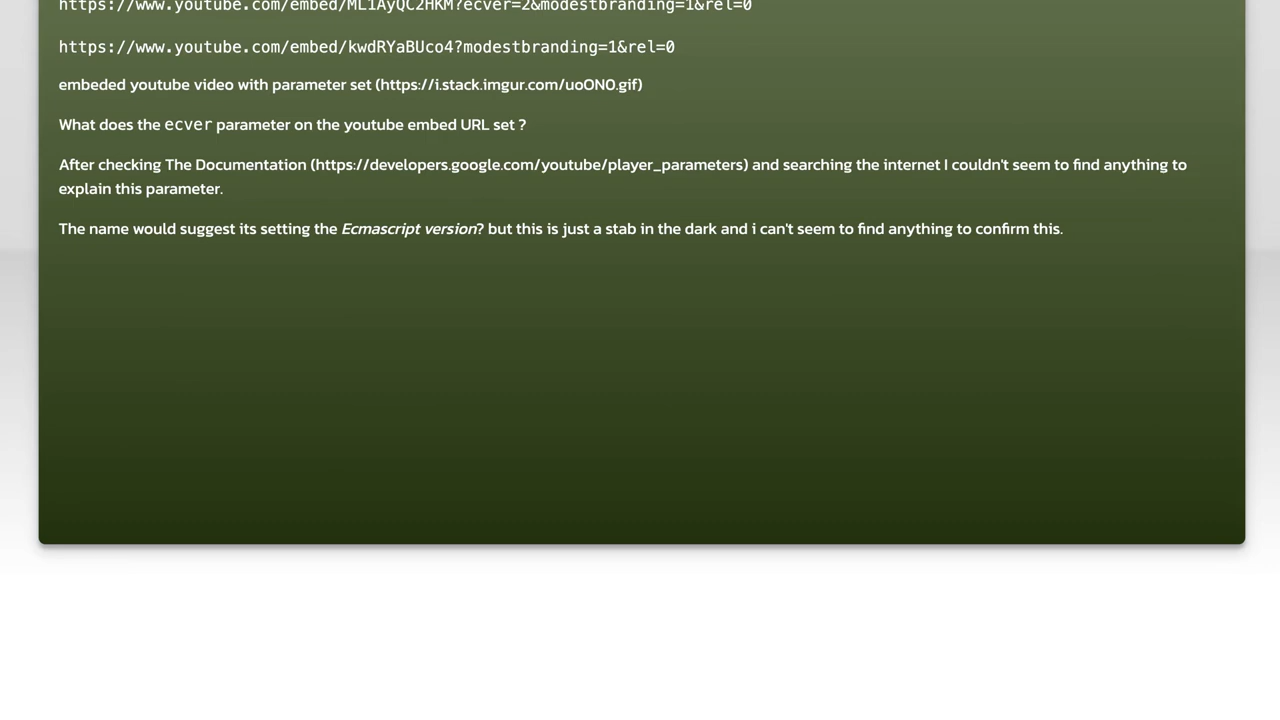 https://www.youtube.com/embed/ML1AyQC2HKM?ecver=2&modestbranding=1&rel=0
https://www.youtube.com/embed/kwdRYaBUco4?modestbranding=1&rel=0
embeded youtube video with parameter set (https://i.stack.imgur.com/uoON0.gif)
What does the ecver parameter on the youtube embed URL set ?
After checking The Documentation (https://developers.google.com/youtube/player_parameters) and searching the internet I couldn't seem to find anything to
explain this parameter.
The name would suggest its setting the Ecmascript version? but this is just a stab in the dark and i can't seem to find anything to confirm this.